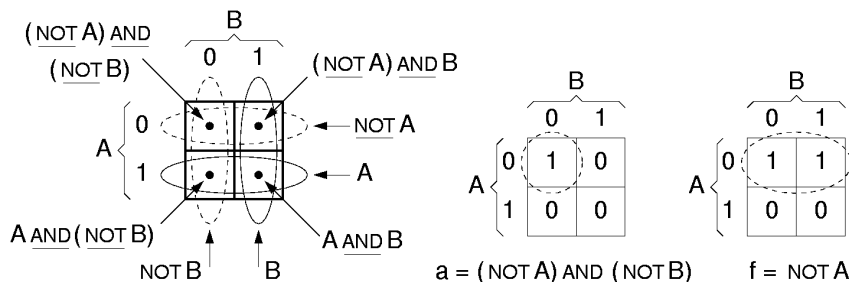 (NOT A) AND
(NOT B)
B
0 1
(NOT A) AND B
A
0
1
NOT A
A
A AND (NOT B)
A AND B
NOT B
B
B
0 1
A
0 1 0
1 0 0
a = (NOT A) AND (NOT B)
B
0 1
A
0 1 1
1 0 0
f = NOT A